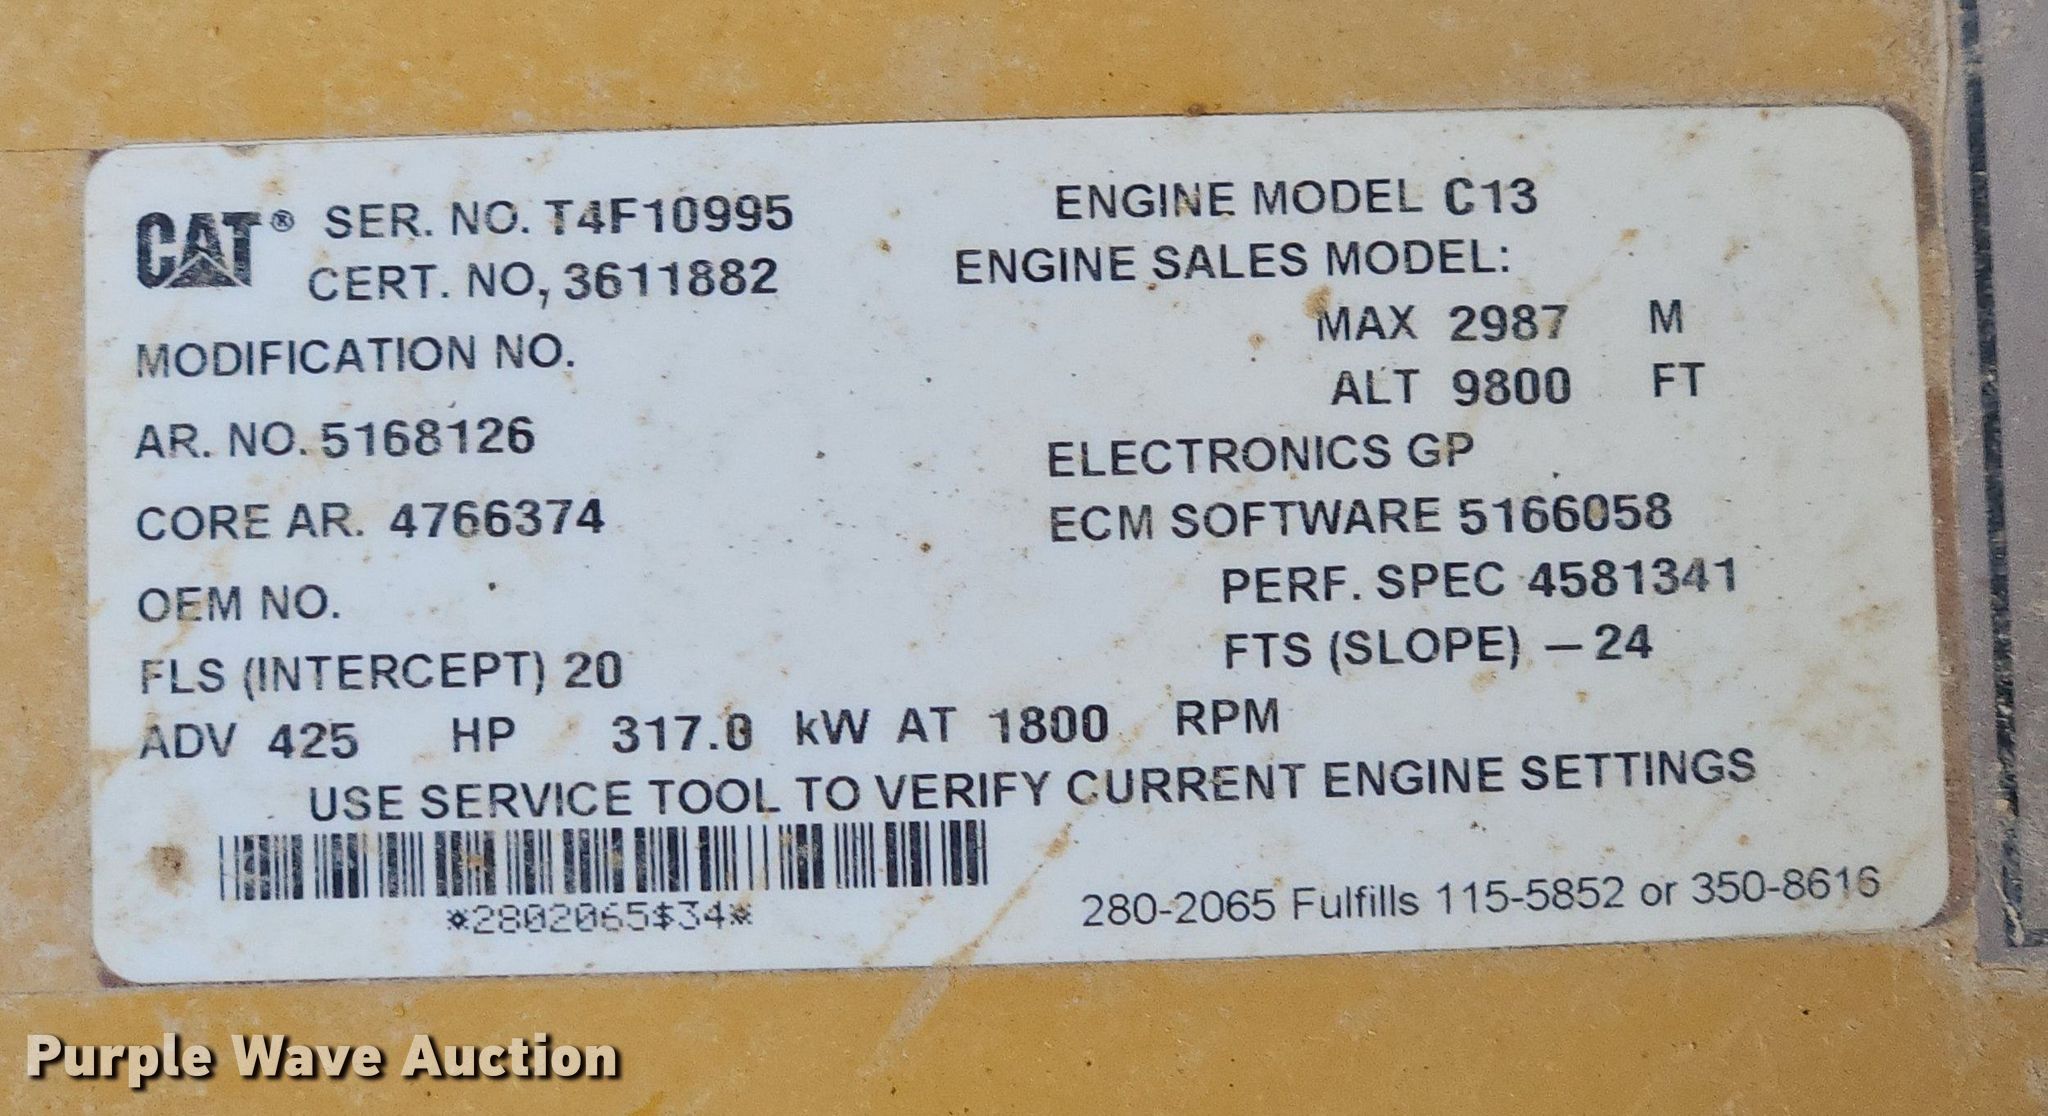 CAT® SER. NO. T4F10995
CERT. NO, 3611882
MODIFICATION NO.
AR. NO. 5168126
CORE AR. 4766374
OEM NO.
FLS (INTERCEPT) 20
ENGINE MODEL C13
ENGINE SALES MODEL:
MAX 2987 M
ALT 9800 FT
ELECTRONICS GP
ECM SOFTWARE 5166058
PERF. SPEC 4581341
FTS (SLOPE) –24
ADV 425 HP 317.0 kW AT 1800 RPM
USE SERVICE TOOL TO VERIFY CURRENT ENGINE SETTINGS
*2802065$34*
280-2065 Fulfills 115-5852 or 350-8616
Purple Wave Auction